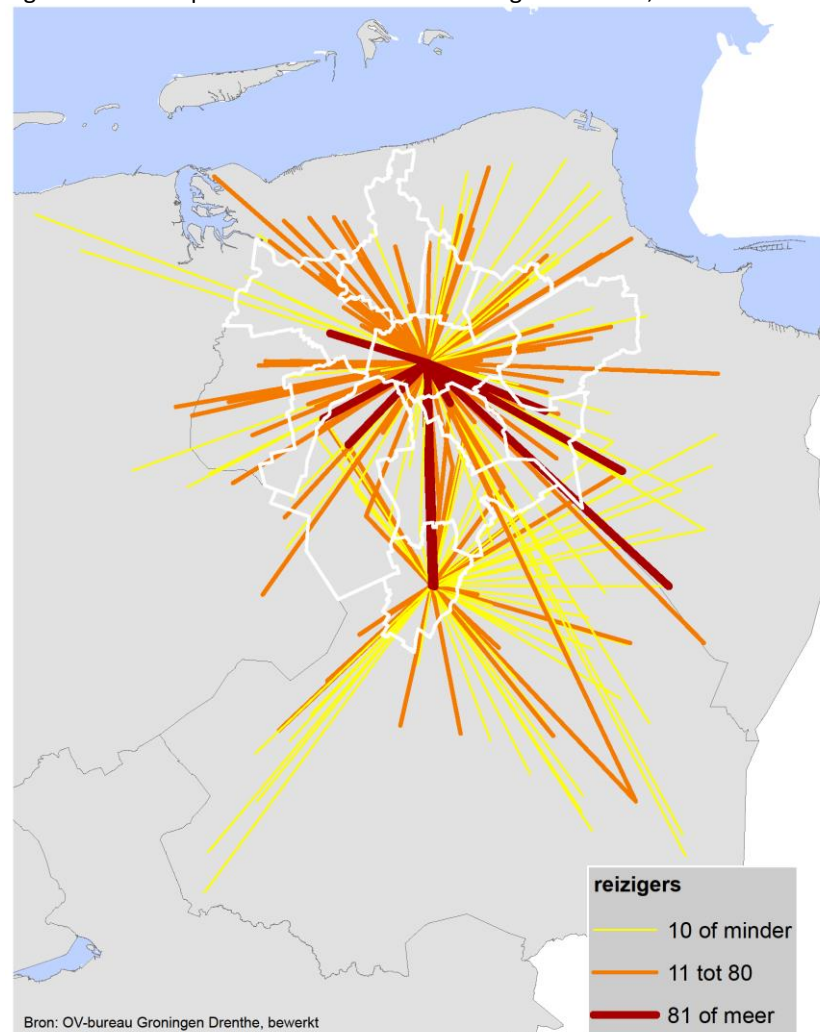 reizigers
10 of minder
11 tot 80
81 of meer
Bron: OV-bureau Groningen Drenthe, bewerkt